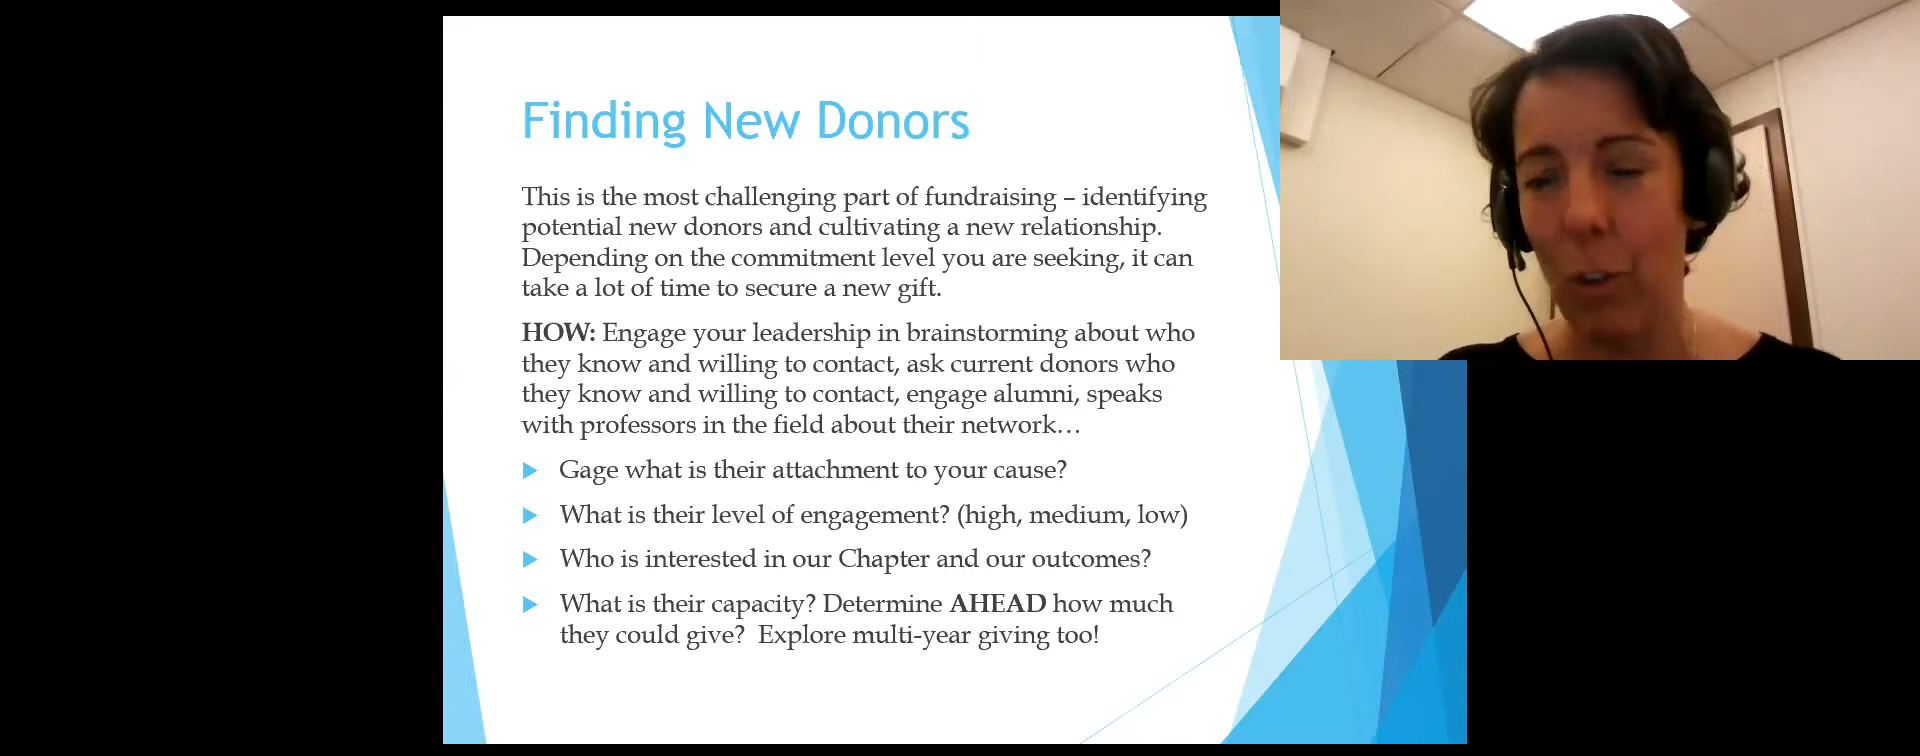 Finding New Donors
This is the most challenging part of fundraising – identifying
potential new donors and cultivating a new relationship.
Depending on the commitment level you are seeking, it can
take a lot of time to secure a new gift.
HOW: Engage your leadership in brainstorming about who
they know and willing to contact, ask current donors who
they know and willing to contact, engage alumni, speaks
with professors in the field about their network…
Gage what is their attachment to your cause?
What is their level of engagement? (high, medium, low)
Who is interested in our Chapter and our outcomes?
What is their capacity? Determine AHEAD how much
they could give?  Explore multi-year giving too!